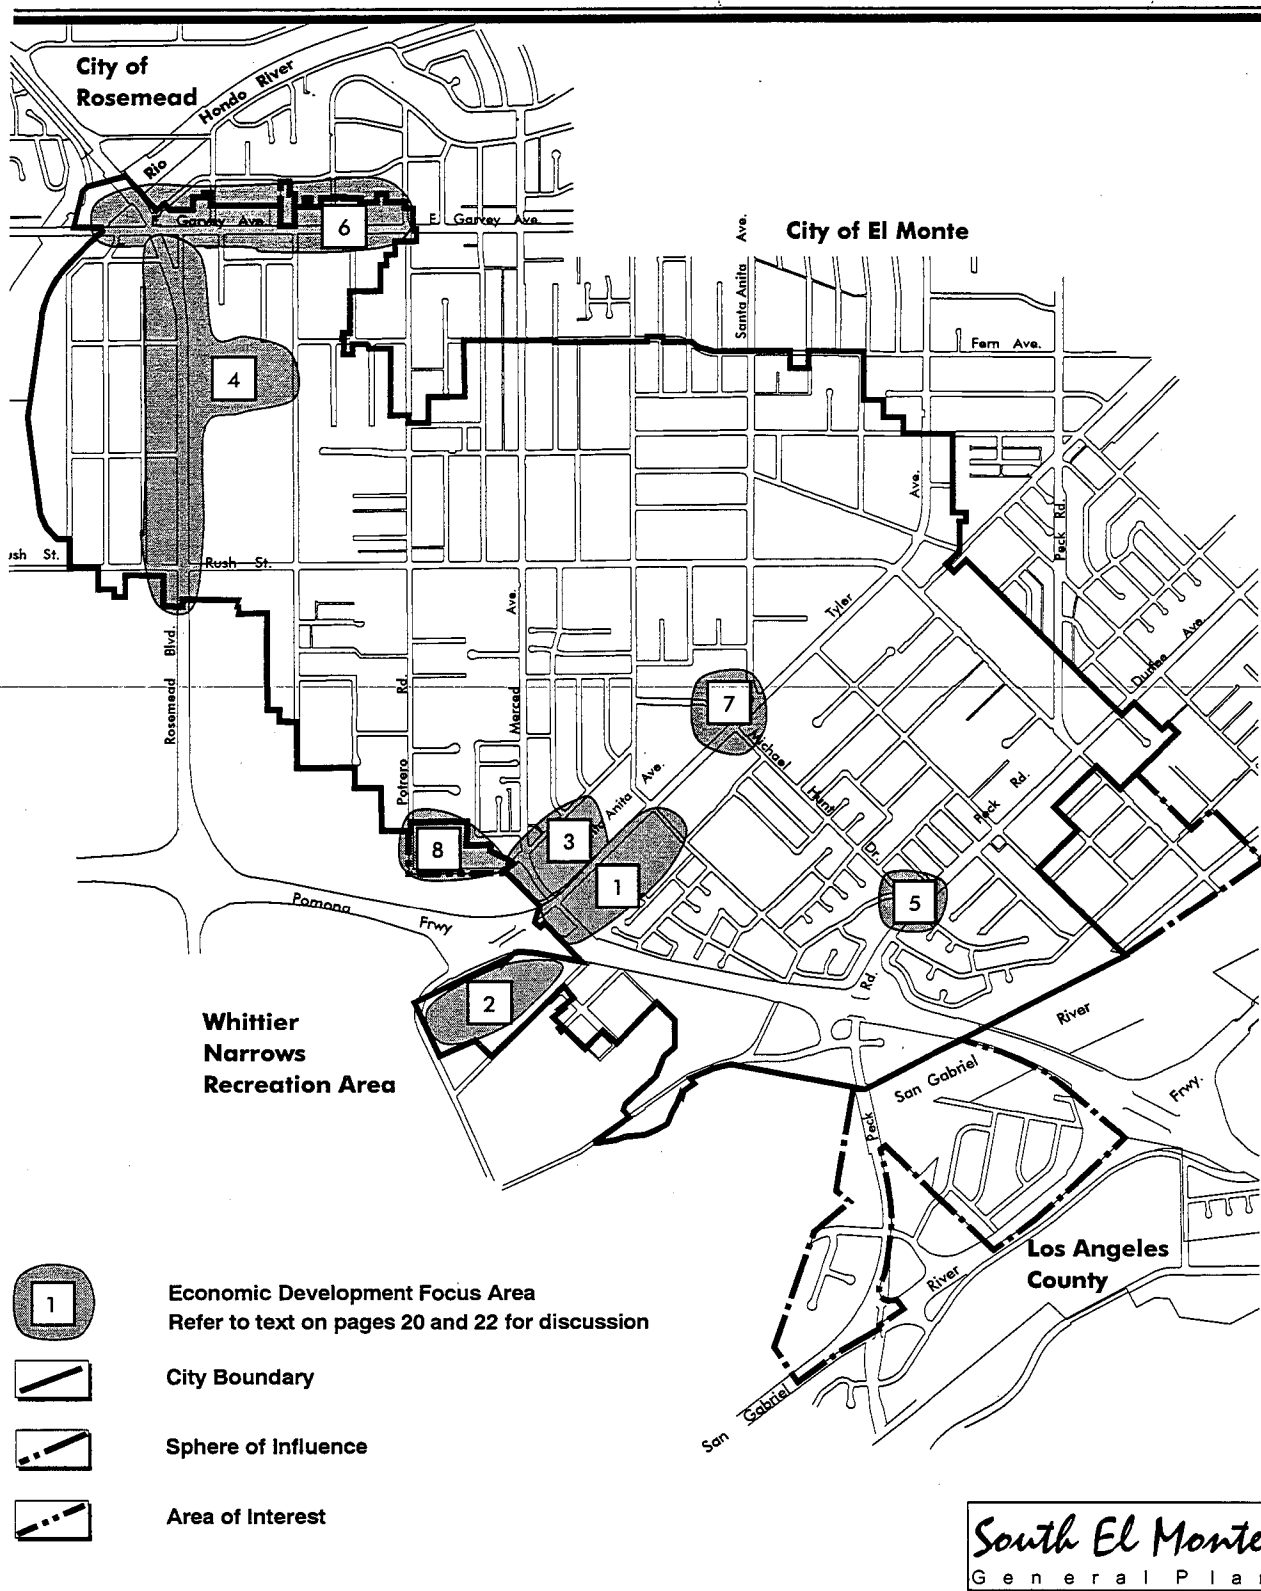 City of
Rosemead
Rio Hondo River
E. Garvey Ave.
6
E. Garvey Ave.
Santa Anita Ave.
City of El Monte
Fern Ave.
4
Ave.
Peck Rd.
ush St.
Rush St.
Rosemead Blvd.
Potrero Rd.
Merced Ave.
Tyler
Durfee Ave.
7
Michael Hunt Dr.
Peck Rd.
Anita Ave.
8
3
1
5
Pomona Frwy
2
Rd.
Whittier
Narrows
Recreation Area
River
San Gabriel
Frwy.
Peck
Los Angeles
County
River
San Gabriel
1
Economic Development Focus Area
Refer to text on pages 20 and 22 for discussion
City Boundary
Sphere of Influence
Area of Interest
South El Monte
General Plan